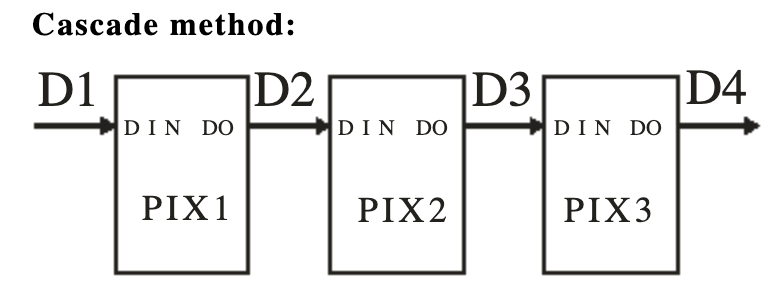 Cascade method:
D1 D2 D3 D4
D I N DO D I N DO D I N DO
PIX1 PIX2 PIX3